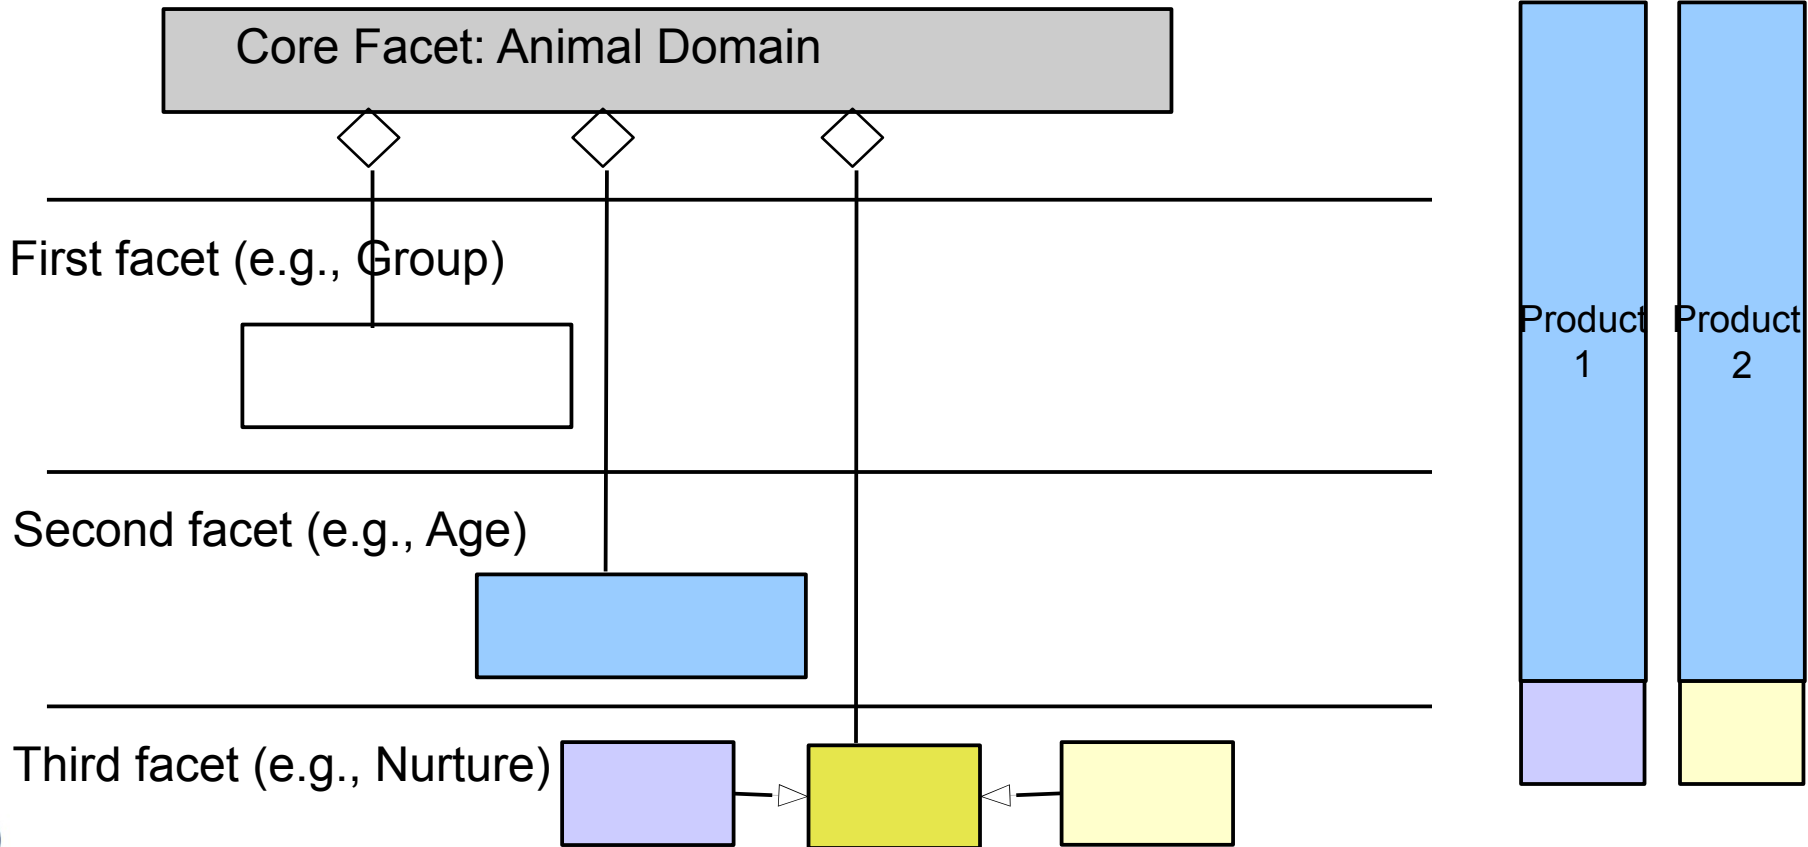 Core Facet: Animal Domain
First facet (e.g., Group)
Product
1
Product
2
Second facet (e.g., Age)
Third facet (e.g., Nurture)